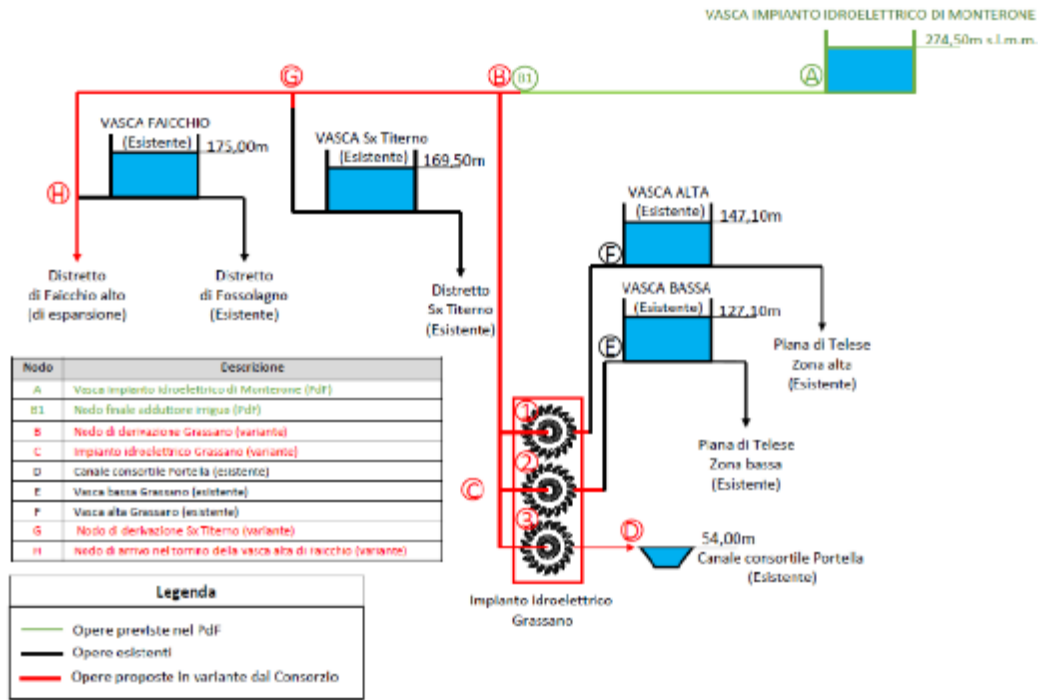 VASCA IMPIANTO IDROELETTRICO DI MONTERONE
274,50m s.l.m.m.
G
B
B1
A
VASCA FAICCHIO
(Esistente)
175,00m
VASCA Sx Titerno
(Esistente)
169,50m
H
VASCA ALTA
(Esistente)
147,10m
F
Distretto
di Faicchio alto
(di espansione)
Distretto
di Fossolagno
(Esistente)
Distretto
Sx Titerno
(Esistente)
VASCA BASSA
(Esistente)
127,10m
E
Piana di Telese
Zona alta
(Esistente)
Piana di Telese
Zona bassa
(Esistente)
Nodo Descrizione
A Vasca impianto idroelettrico di Monterone (PdF)
B1 Nodo finale adduttore irriguo (PdF)
B Nodo di derivazione Grassano (variante)
C Impianto idroelettrico Grassano (variante)
D Canale consortile Portella (esistente)
E Vasca bassa Grassano (esistente)
F Vasca alta Grassano (esistente)
G Nodo di derivazione Sx Titerno (variante)
H Nodo di arrivo nel torrino della vasca alta di Faicchio (variante)
1
2
C
3
D
54,00m
Canale consortile Portella
(Esistente)
Impianto Idroelettrico
Grassano
Legenda
Opere previste nel PdF
Opere esistenti
Opere proposte in variante dal Consorzio